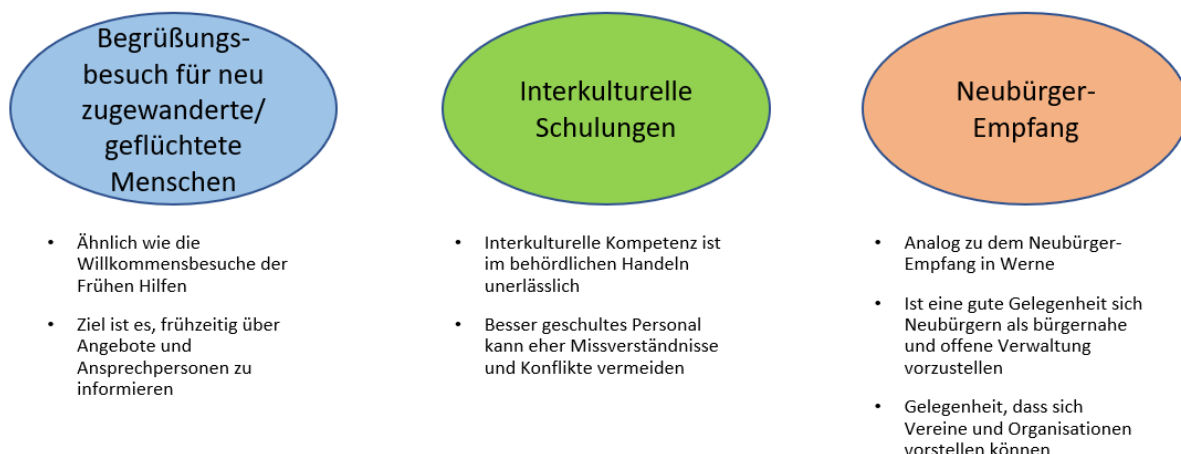 Begrüßungs-
besuch für neu
zugewanderte/
geflüchtete
Menschen
• Ähnlich wie die
Willkommensbesuche der
Frühen Hilfen
• Ziel ist es, frühzeitig über
Angebote und
Ansprechpersonen zu
informieren
Interkulturelle
Schulungen
• Interkulturelle Kompetenz ist
im behördlichen Handeln
unerlässlich
• Besser geschultes Personal
kann eher Missverständnisse
und Konflikte vermeiden
Neubürger-
Empfang
• Analog zu dem Neubürger-
Empfang in Werne
• Ist eine gute Gelegenheit sich
Neubürgern als bürgernahe
und offene Verwaltung
vorzustellen
• Gelegenheit, dass sich
Vereine und Organisationen
vorstellen können